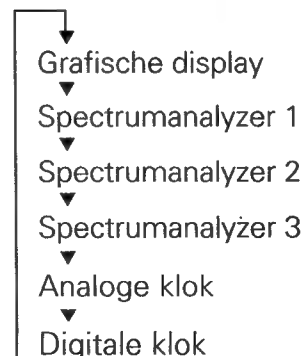 Grafische display
Spectrumanalyzer 1
Spectrumanalyzer 2
Spectrumanalyzer 3
Analoge klok
Digitale klok